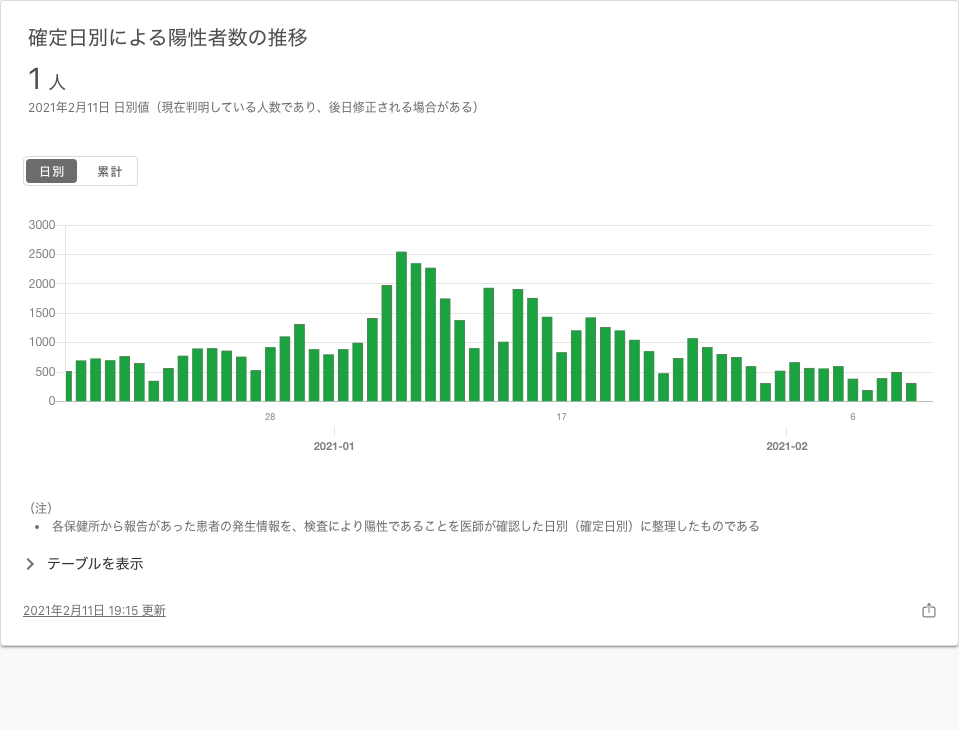 確定日別による陽性者数の推移
1 人
2021年2月11日 日別値（現在判明している人数であり、後日修正される場合がある）
日別 累計
3000
2500
2000
1500
1000
500
0
28 17 6
2021-01 2021-02
（注）
• 各保健所から報告があった患者の発生情報を、検査により陽性であることを医師が確認した日別（確定日別）に整理したものである
テーブルを表示
2021年2月11日 19:15 更新